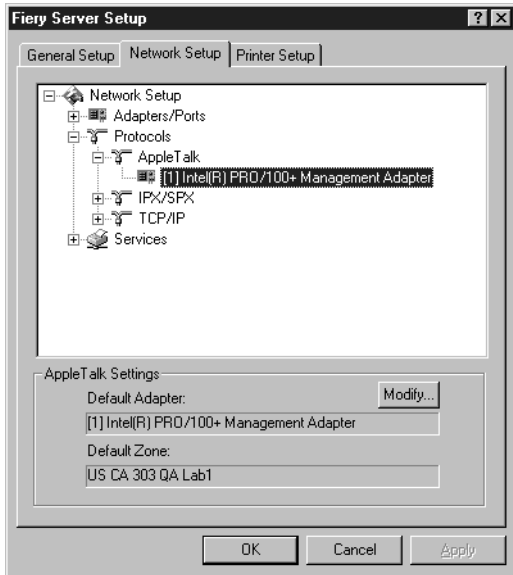 Fiery Server Setup
General Setup Network Setup Printer Setup
Network Setup
Adapters/Ports
Protocols
AppleTalk
[1] Intel(R) PRO/100+ Management Adapter
IPX/SPX
TCP/IP
Services
AppleTalk Settings
Default Adapter:
Modify...
[1] Intel(R) PRO/100+ Management Adapter
Default Zone:
US CA 303 QA Lab1
OK Cancel Apply